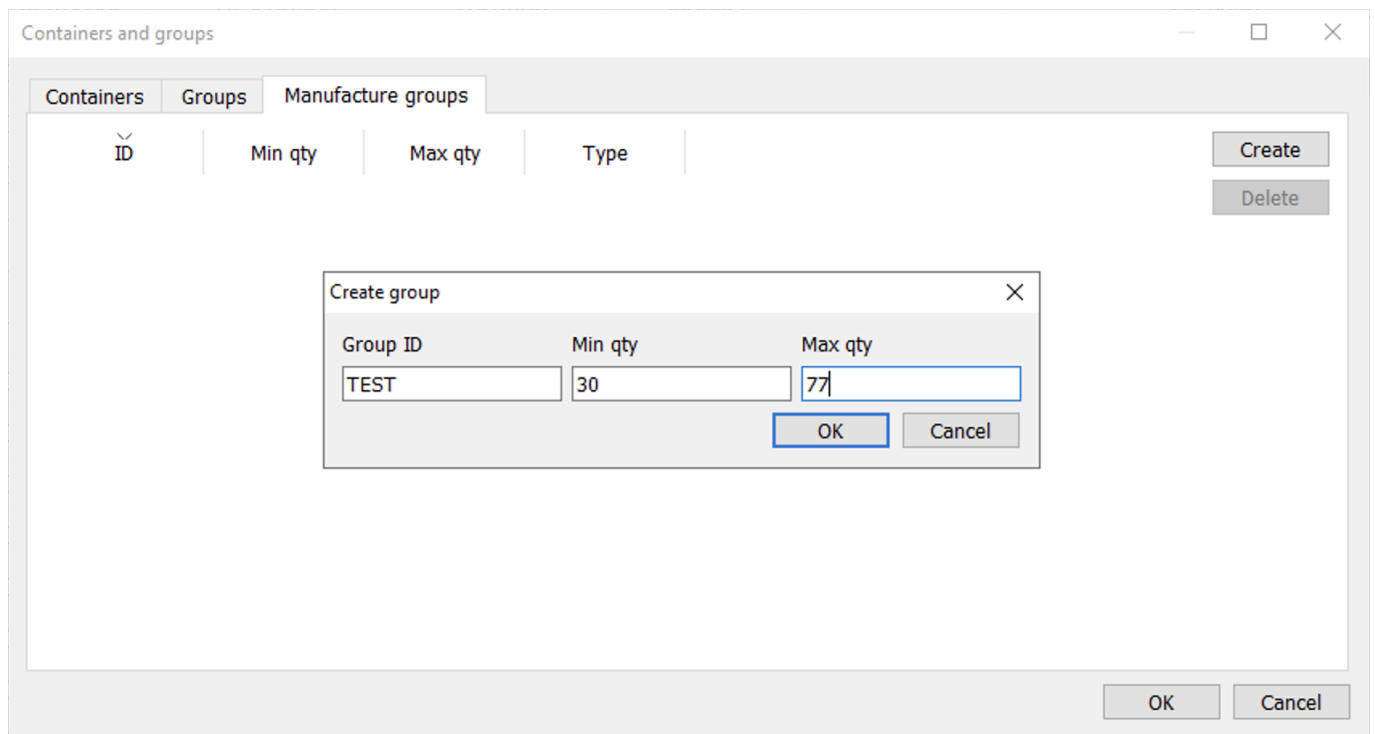 Containers and groups
Containers Groups Manufacture groups
ID Min qty Max qty Type
Create
Delete
Create group
Group ID Min qty Max qty
TEST 30 77
OK Cancel
OK Cancel